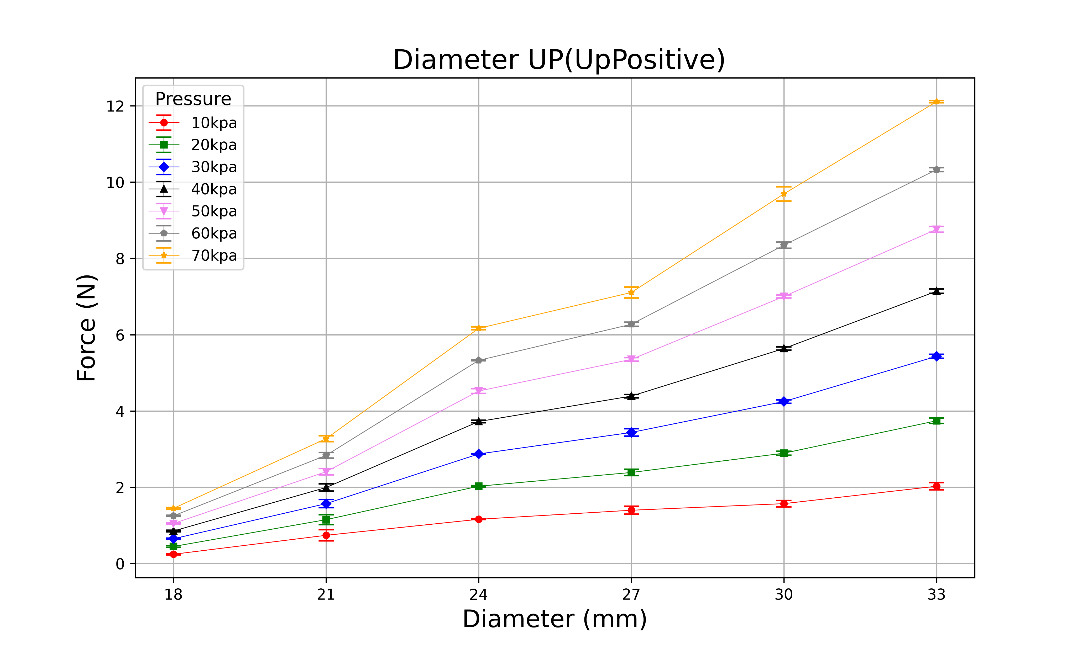 Diameter UP(UpPositive)
Pressure
10kpa
20kpa
30kpa
40kpa
50kpa
60kpa
70kpa
Force (N)
12
10
8
6
4
2
0
18 21 24 27 30 33
Diameter (mm)